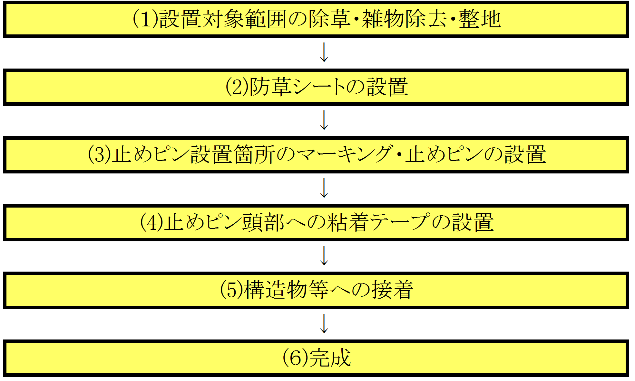 (1)設置対象範囲の除草・雑物除去・整地
↓
(2)防草シートの設置
↓
(3)止めピン設置箇所のマーキング・止めピンの設置
↓
(4)止めピン頭部への粘着テープの設置
↓
(5)構造物等への接着
↓
(6)完成